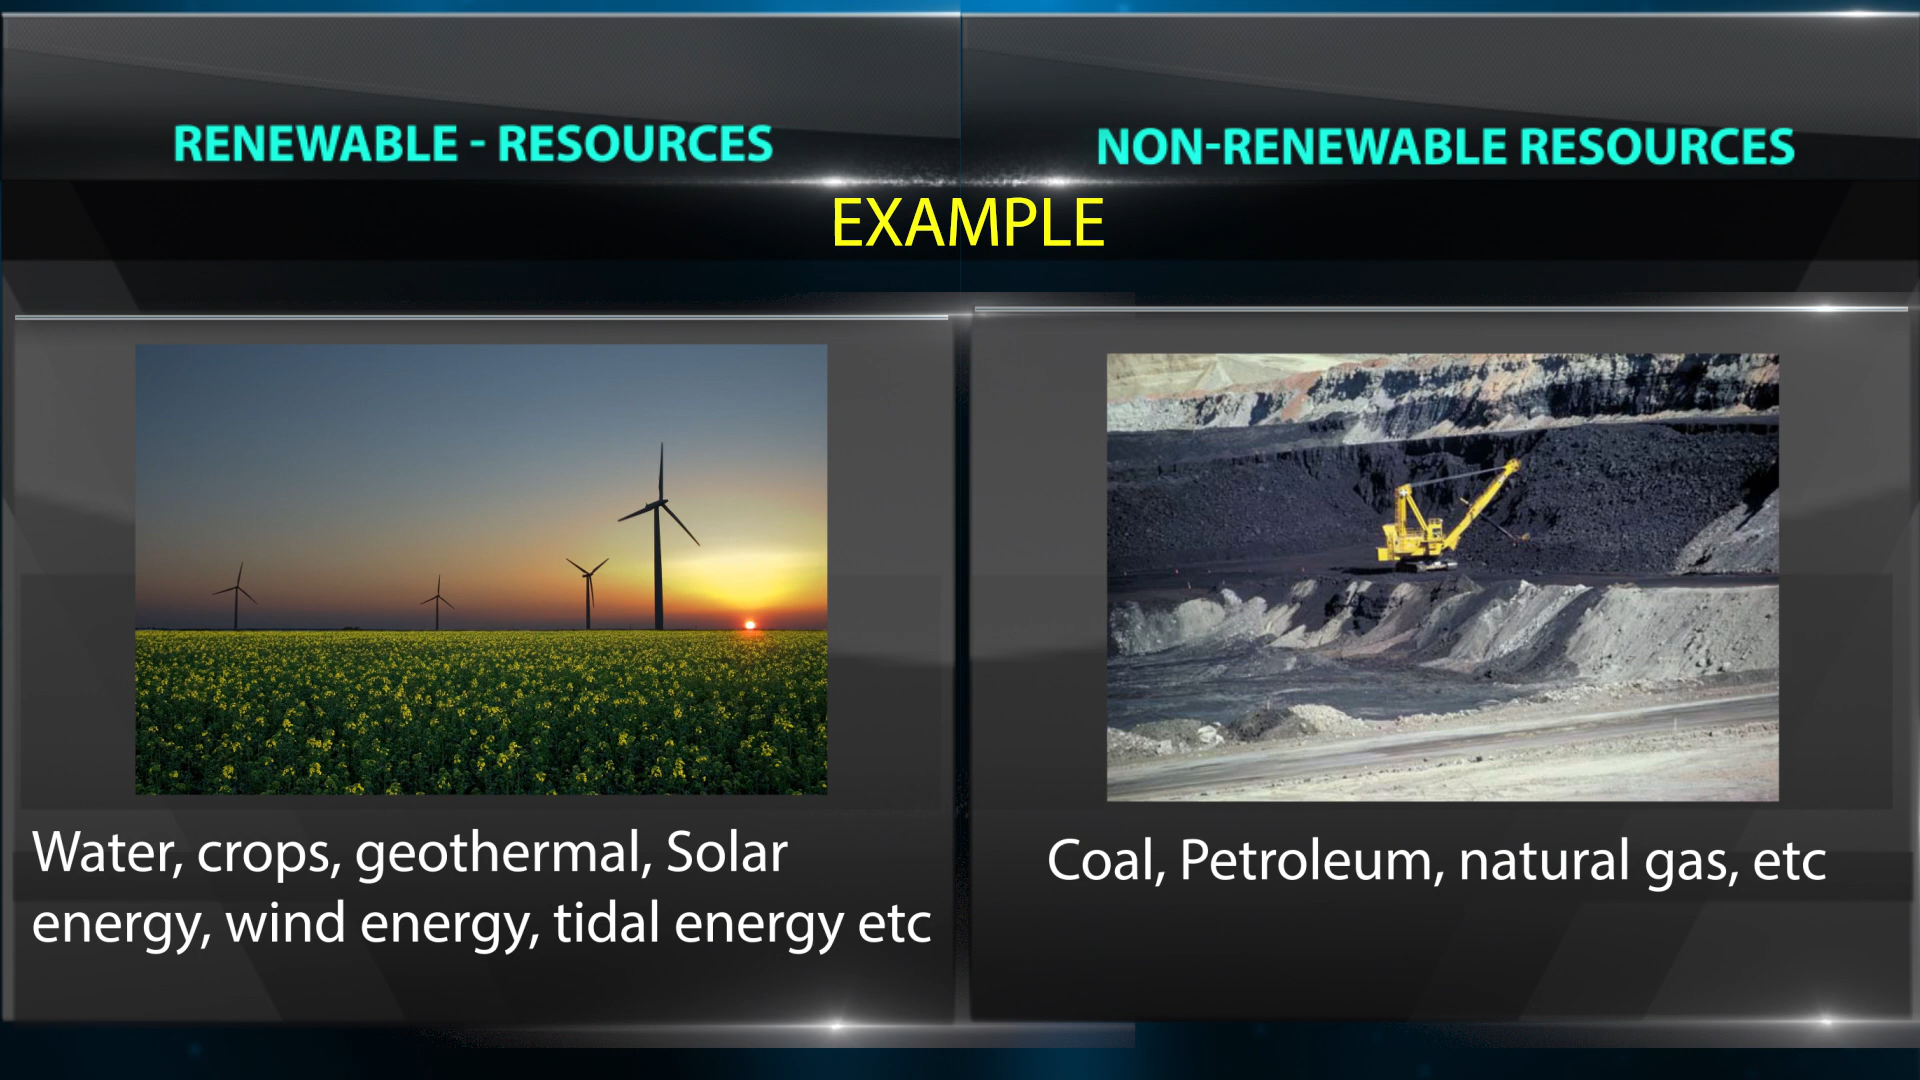 RENEWABLE - RESOURCES
NON-RENEWABLE RESOURCES
EXAMPLE
Water, crops, geothermal, Solar
energy, wind energy, tidal energy etc
Coal, Petroleum, natural gas, etc